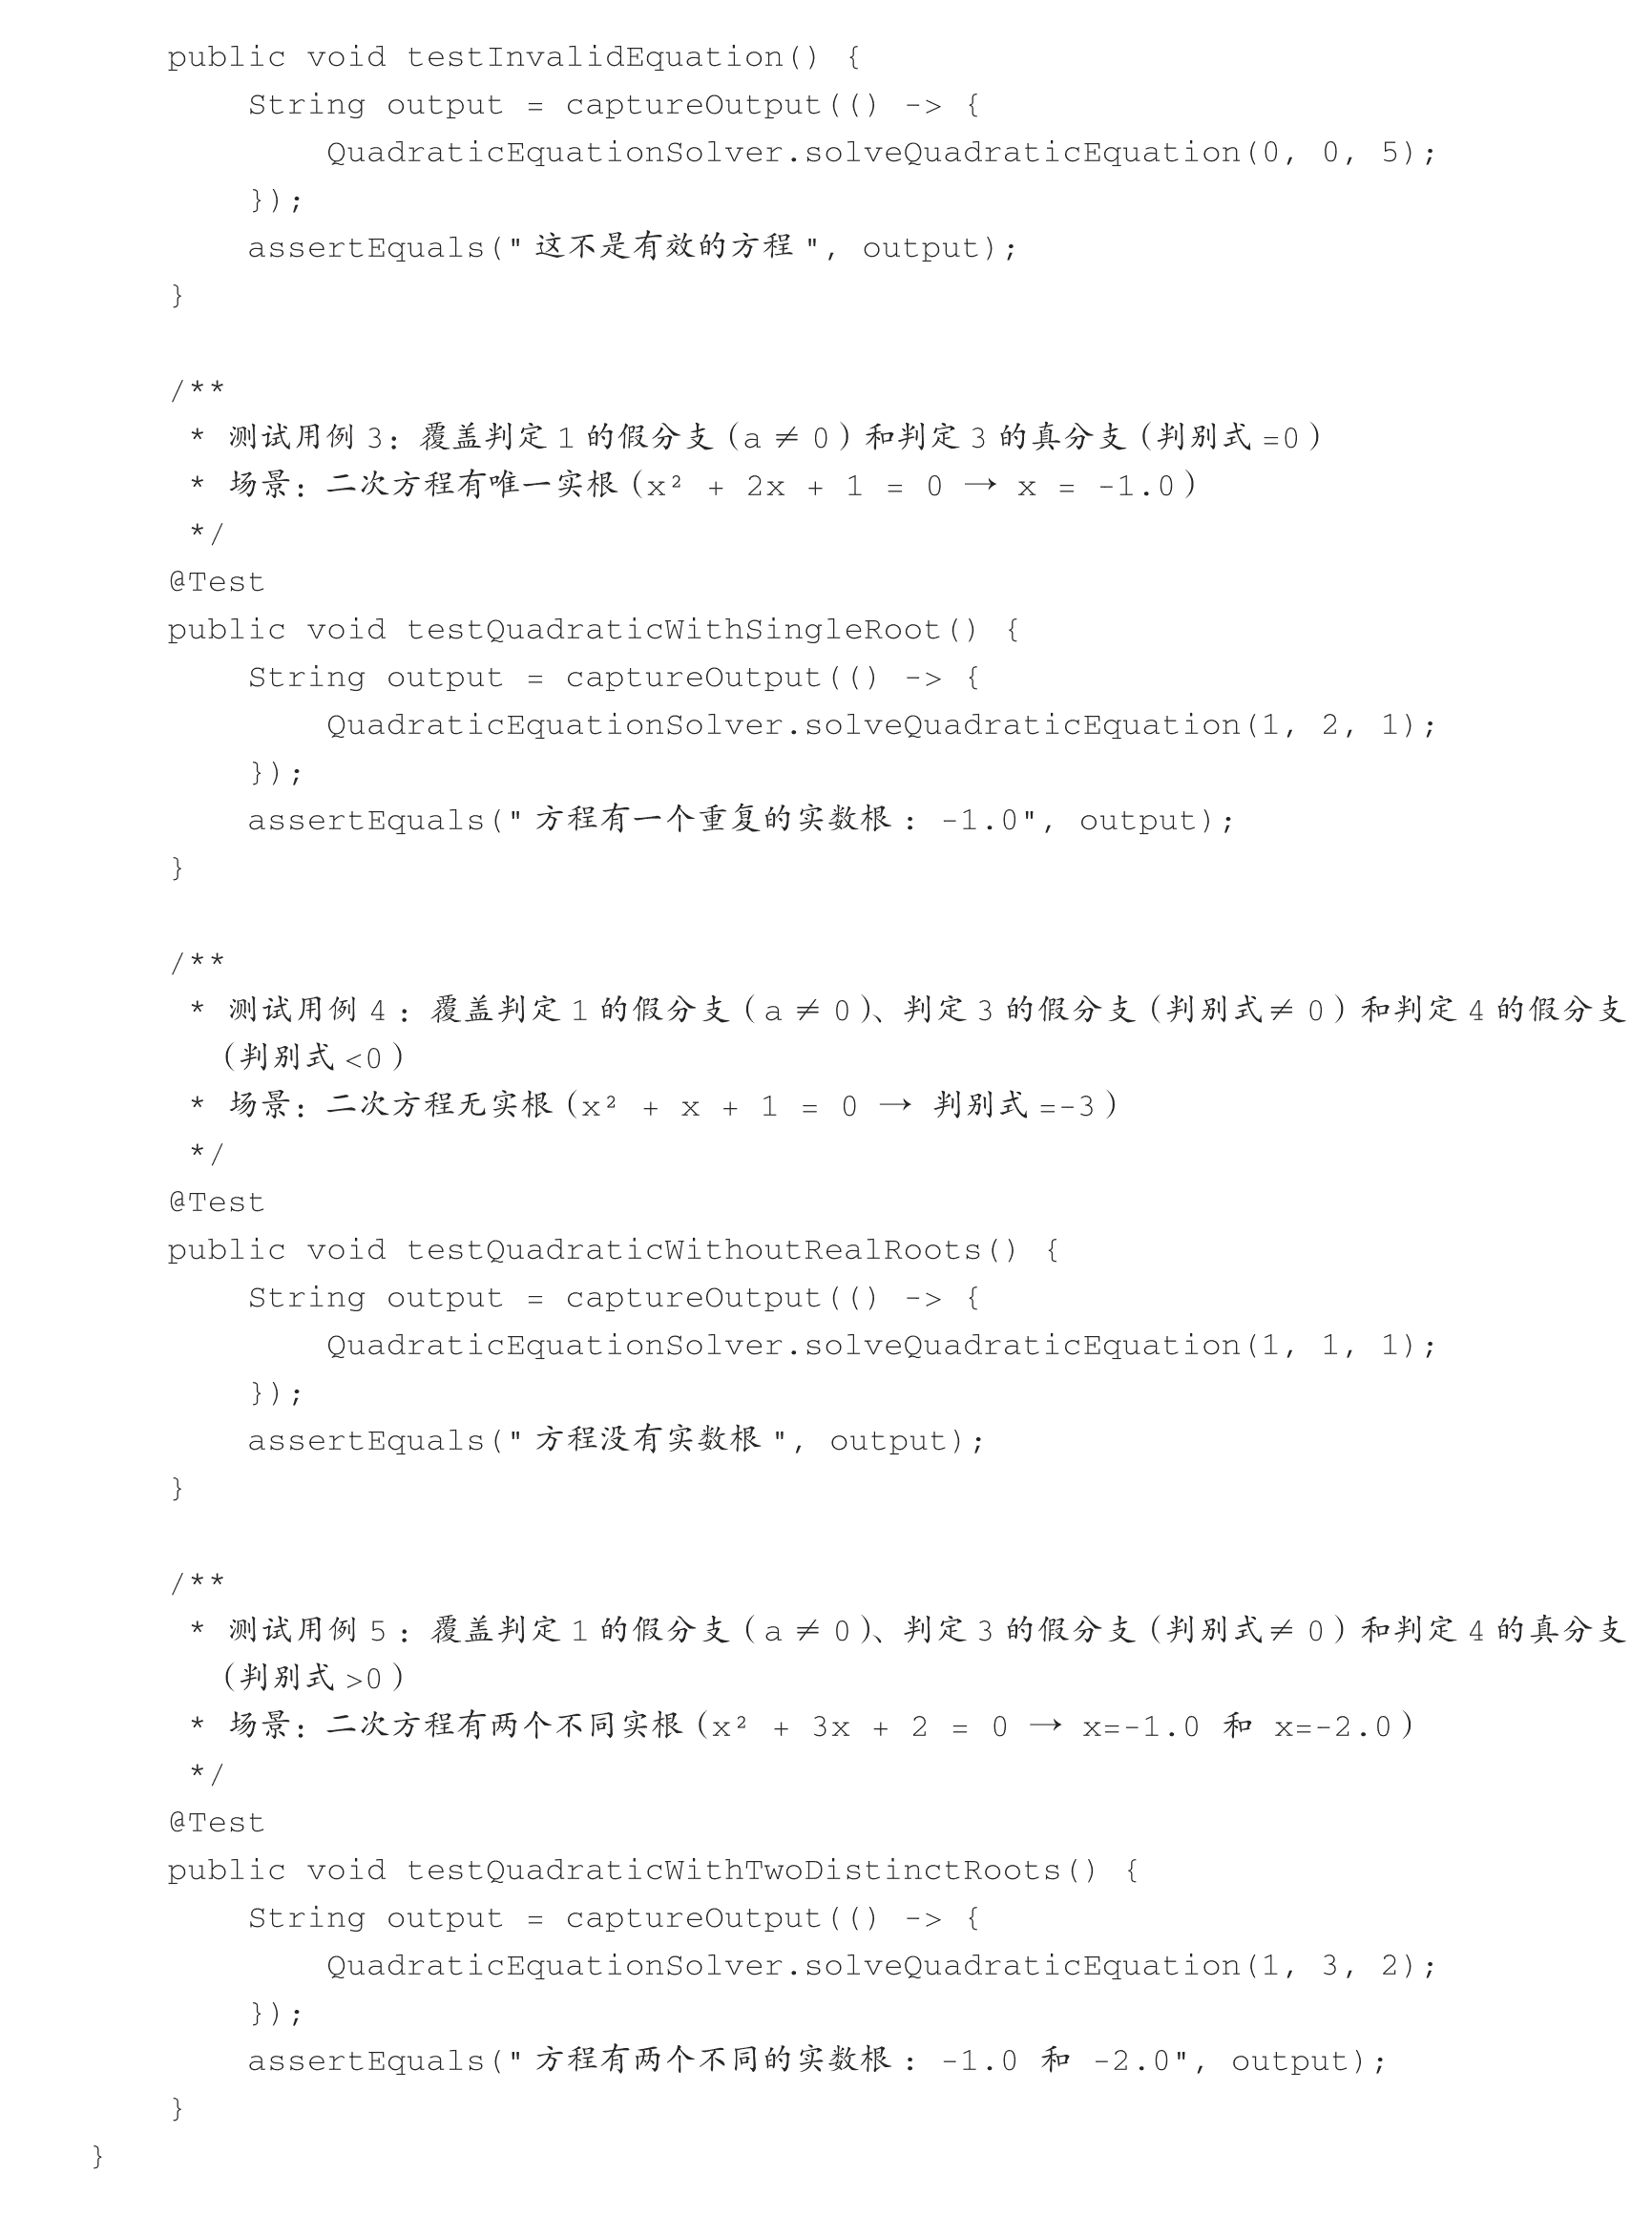 public void testInvalidEquation() {
String output = captureOutput(() -> {
QuadraticEquationSolver.solveQuadraticEquation(0, 0, 5);
});
assertEquals("这不是有效的方程", output);
}
/**
* 测试用例3：覆盖判定1的假分支(a≠0)和判定3的真分支(判别式=0)
* 场景：二次方程有唯一实根(x² + 2x + 1 = 0 → x = -1.0)
*/
@Test
public void testQuadraticWithSingleRoot() {
String output = captureOutput(() -> {
QuadraticEquationSolver.solveQuadraticEquation(1, 2, 1);
});
assertEquals("方程有一个重复的实数根: -1.0", output);
}
/**
* 测试用例4：覆盖判定1的假分支(a≠0)、判定3的假分支(判别式≠0)和判定4的假分支
(判别式<0)
* 场景：二次方程无实根(x² + x + 1 = 0 → 判别式=-3)
*/
@Test
public void testQuadraticWithoutRealRoots() {
String output = captureOutput(() -> {
QuadraticEquationSolver.solveQuadraticEquation(1, 1, 1);
});
assertEquals("方程没有实数根", output);
}
/**
* 测试用例5：覆盖判定1的假分支(a≠0)、判定3的假分支(判别式≠0)和判定4的真分支
(判别式>0)
* 场景：二次方程有两个不同实根(x² + 3x + 2 = 0 → x=-1.0 和 x=-2.0)
*/
@Test
public void testQuadraticWithTwoDistinctRoots() {
String output = captureOutput(() -> {
QuadraticEquationSolver.solveQuadraticEquation(1, 3, 2);
});
assertEquals("方程有两个不同的实数根: -1.0 和 -2.0", output);
}
}